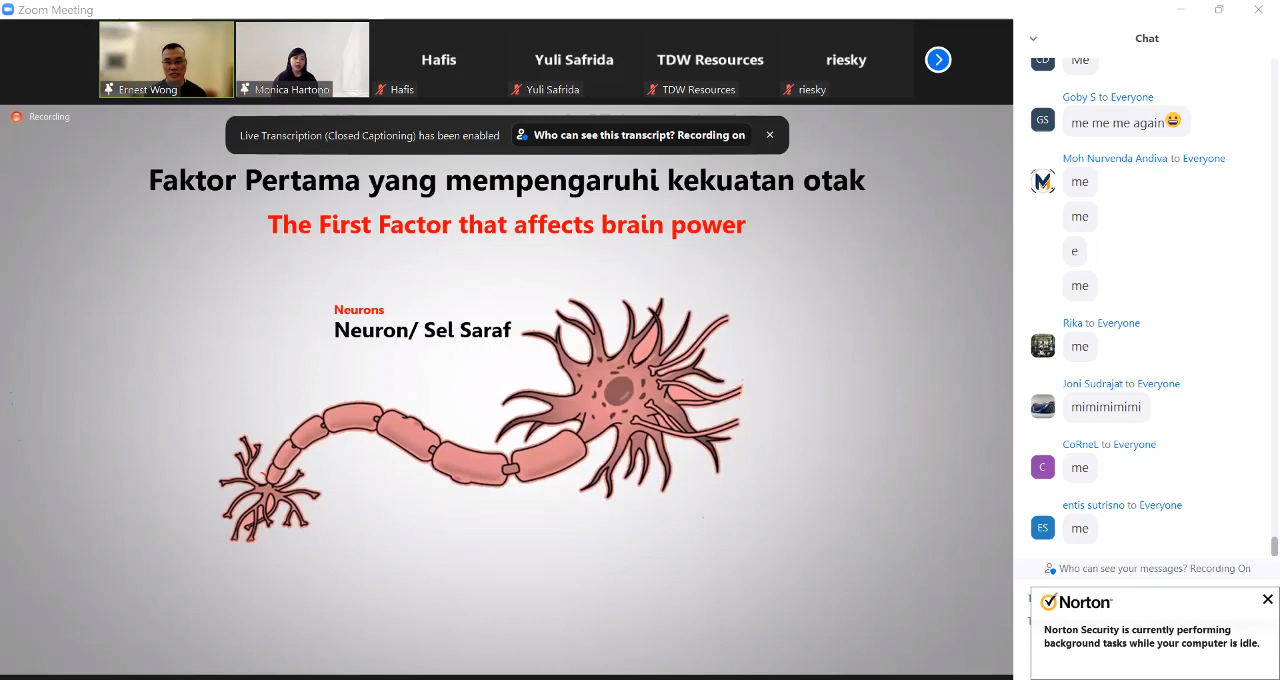 Zoom Meeting
Hafis
Yuli Safrida
TDW Resources
riesky
Ernest Wong
Monica Hartono
Hafis
Yuli Safrida
TDW Resources
riesky
Recording
Live Transcription (Closed Captioning) has been enabled
Who can see this transcript? Recording on
Faktor Pertama yang mempengaruhi kekuatan otak
The First Factor that affects brain power
Neurons
Neuron/ Sel Saraf
Chat
CD
Me
Goby S to Everyone
GS
me me me again😀
Moh Nurvenda Andiva to Everyone
M
me
me
e
me
Rika to Everyone
me
Joni Sudrajat to Everyone
mimimimimi
CoRNeL to Everyone
C
me
entis sutrisno to Everyone
ES
me
Who can see your messages? Recording On
Norton
Norton Security is currently performing
background tasks while your computer is idle.